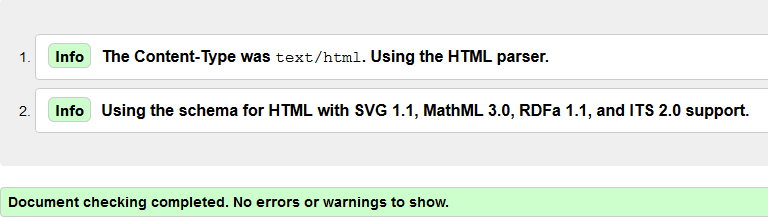 1. Info The Content-Type was text/html. Using the HTML parser.
2. Info Using the schema for HTML with SVG 1.1, MathML 3.0, RDFa 1.1, and ITS 2.0 support.
Document checking completed. No errors or warnings to show.